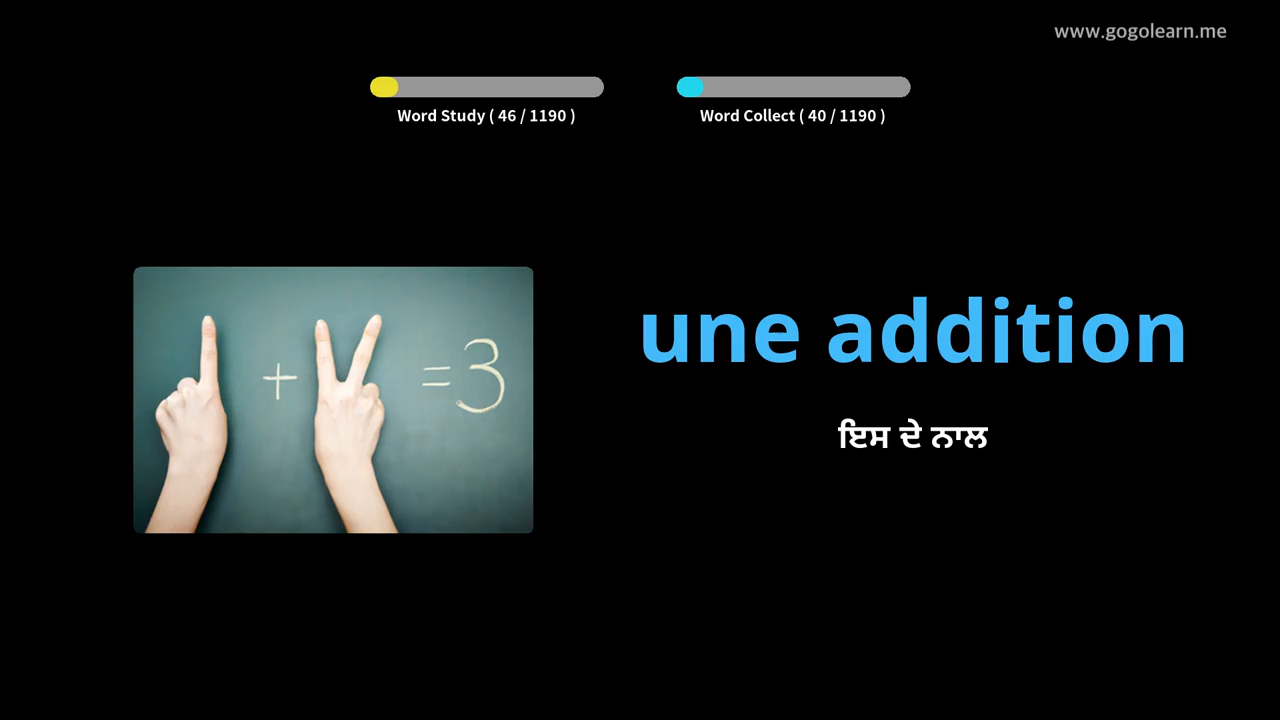 www.gogolearn.me
Word Study ( 46 / 1190 )
Word Collect ( 40 / 1190 )
+ = 3
une addition
ਇਸ ਦੇ ਨਾਲ